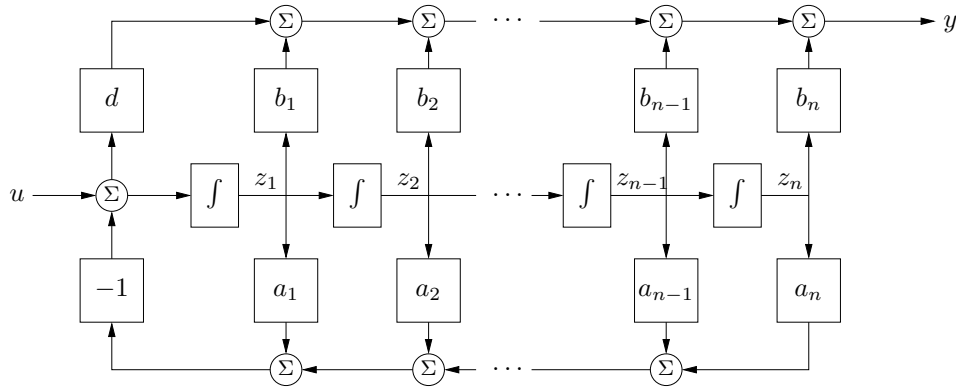 Σ Σ ⋯ Σ Σ y
d b₁ b₂ bₙ₋₁ bₙ
u Σ ∫ z₁ ∫ z₂ ⋯ ∫ zₙ₋₁ ∫ zₙ
−1 a₁ a₂ aₙ₋₁ aₙ
Σ Σ ⋯ Σ